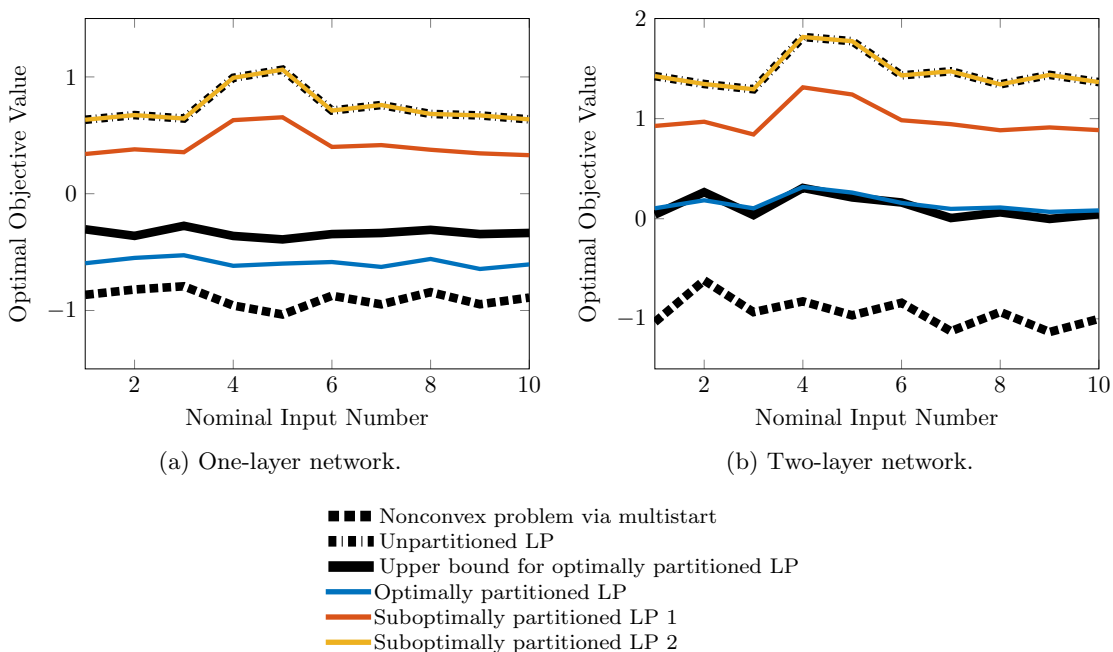 1
0
−1
2
4
6
8
10
Optimal Objective Value
Nominal Input Number
(a) One-layer network.
2
1
0
−1
2
4
6
8
10
Optimal Objective Value
Nominal Input Number
(b) Two-layer network.
Nonconvex problem via multistart
Unpartitioned LP
Upper bound for optimally partitioned LP
Optimally partitioned LP
Suboptimally partitioned LP 1
Suboptimally partitioned LP 2